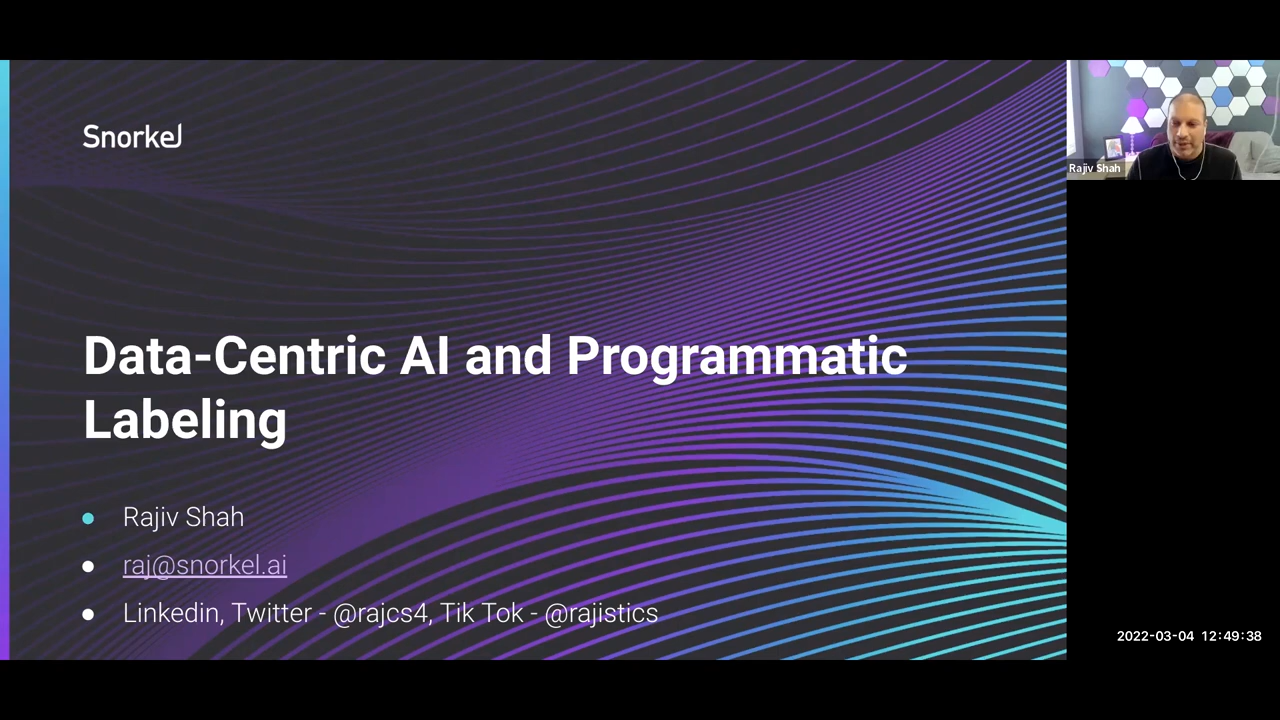 Snorkel
Data-Centric AI and Programmatic
Labeling
Rajiv Shah
raj@snorkel.ai
Linkedin, Twitter - @rajcs4, Tik Tok - @rajistics
Rajiv Shah
2022-03-04 12:49:38